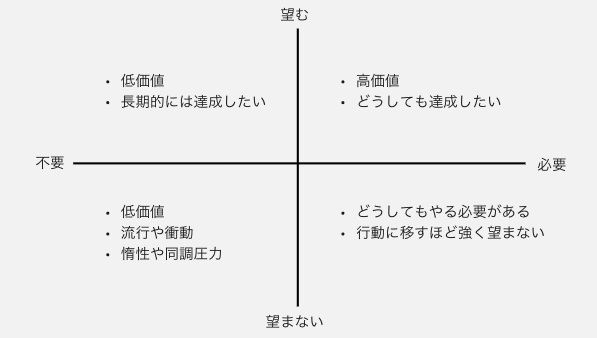 望む
・低価値
・長期的には達成したい
・高価値
・どうしても達成したい
不要
必要
・低価値
・流行や衝動
・惰性や同調圧力
・どうしてもやる必要がある
・行動に移すほど強く望まない
望まない